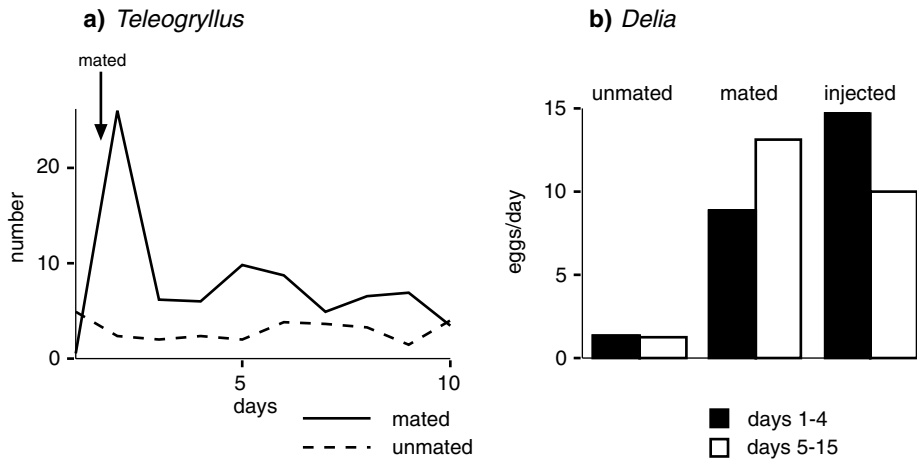 a) Teleogryllus
mated
20
10
0
number
5
10
days
mated
unmated
b) Delia
unmated mated injected
15
10
5
0
eggs/day
days 1-4
days 5-15